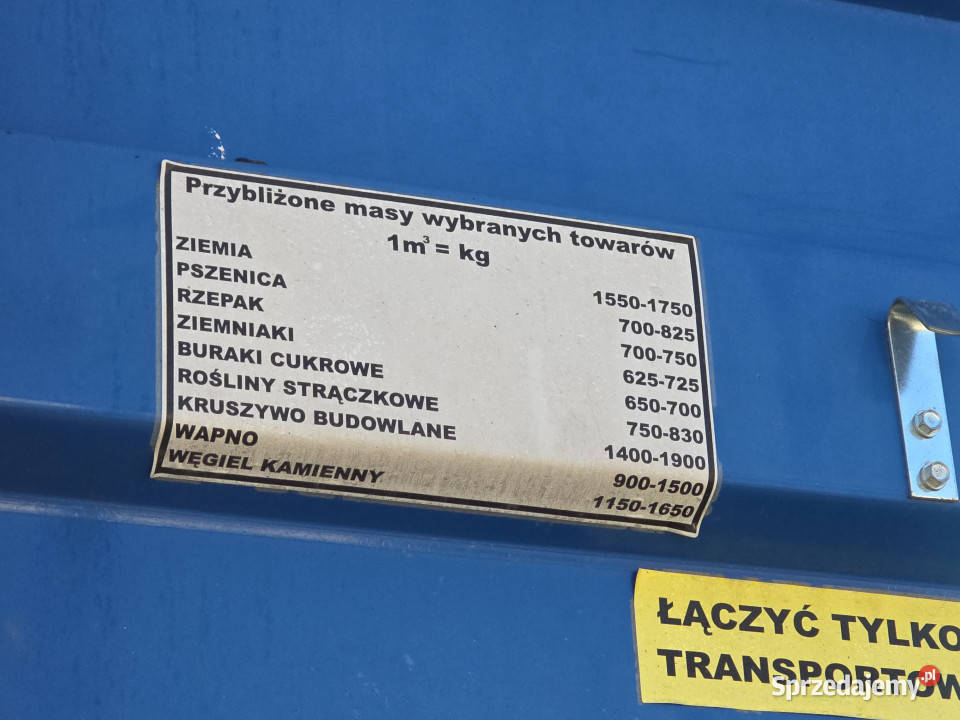 Przybliżone masy wybranych towarów
1m³ = kg
ZIEMIA 1550-1750
PSZENICA 700-825
RZEPAK 700-750
ZIEMNIAKI 625-725
BURAKI CUKROWE 650-700
ROŚLINY STRĄCZKOWE 750-830
KRUSZYWO BUDOWLANE 1400-1900
WAPNO 900-1500
WĘGIEL KAMIENNY 1150-1650
ŁĄCZYĆ TYLKO
TRANSPORTOW
Sprzedajemy.pl